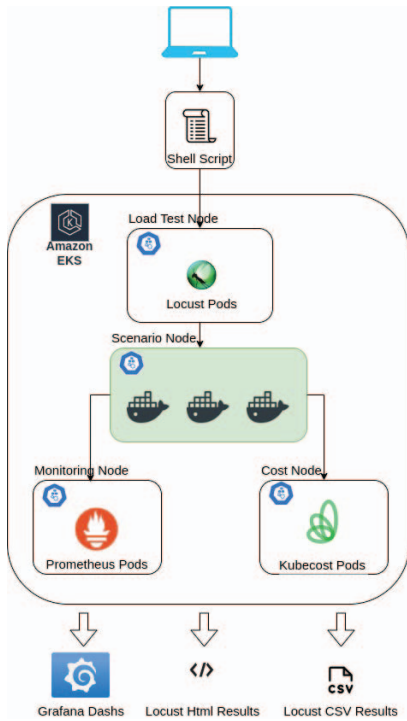 Shell Script
Amazon
EKS
Load Test Node
Locust Pods
Scenario Node
Monitoring Node
Cost Node
Prometheus Pods
Kubecost Pods
</>
CSV
Grafana Dashs
Locust Html Results
Locust CSV Results